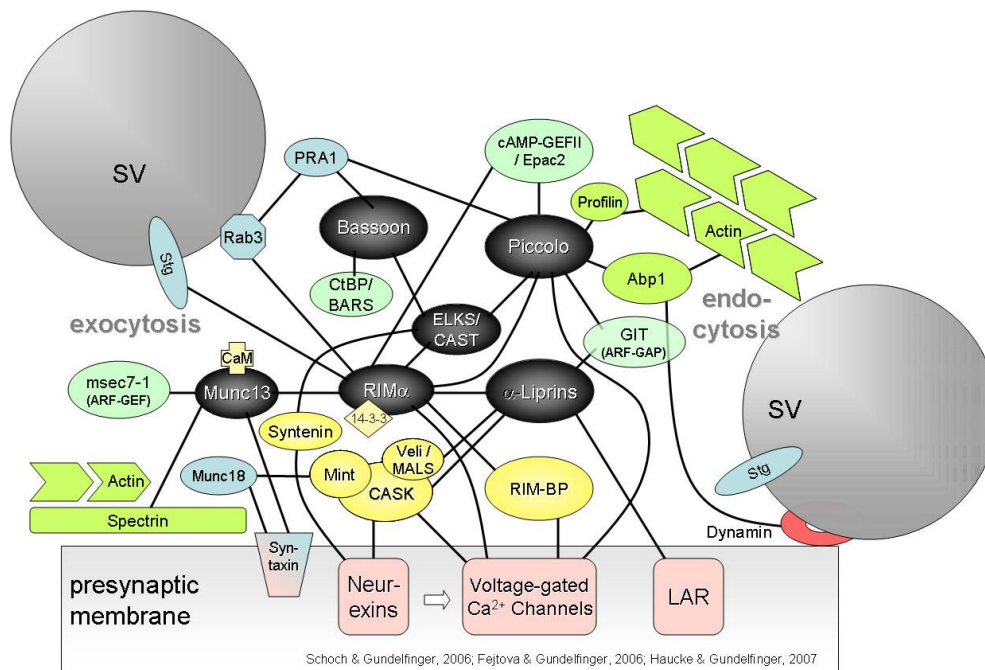 SV
PRA1
cAMP-GEFII
/ Epac2
Profilin
Actin
Rab3
Bassoon
Piccolo
Stg
Abp1
CtBP/
BARS
endo-
cytosis
exocytosis
ELKS/
CAST
GIT
(ARF-GAP)
CaM
msec7-1
(ARF-GEF)
Munc13
RIMα
α-Liprins
SV
14-3-3
Syntenin
Veli /
MALS
Stg
Munc18
Mint
CASK
RIM-BP
Actin
Spectrin
Dynamin
Syn-
taxin
presynaptic
membrane
Neur-
exins
Voltage-gated
Ca²⁺ Channels
LAR
Schoch & Gundelfinger, 2006; Fejtova & Gundelfinger, 2006; Haucke & Gundelfinger, 2007